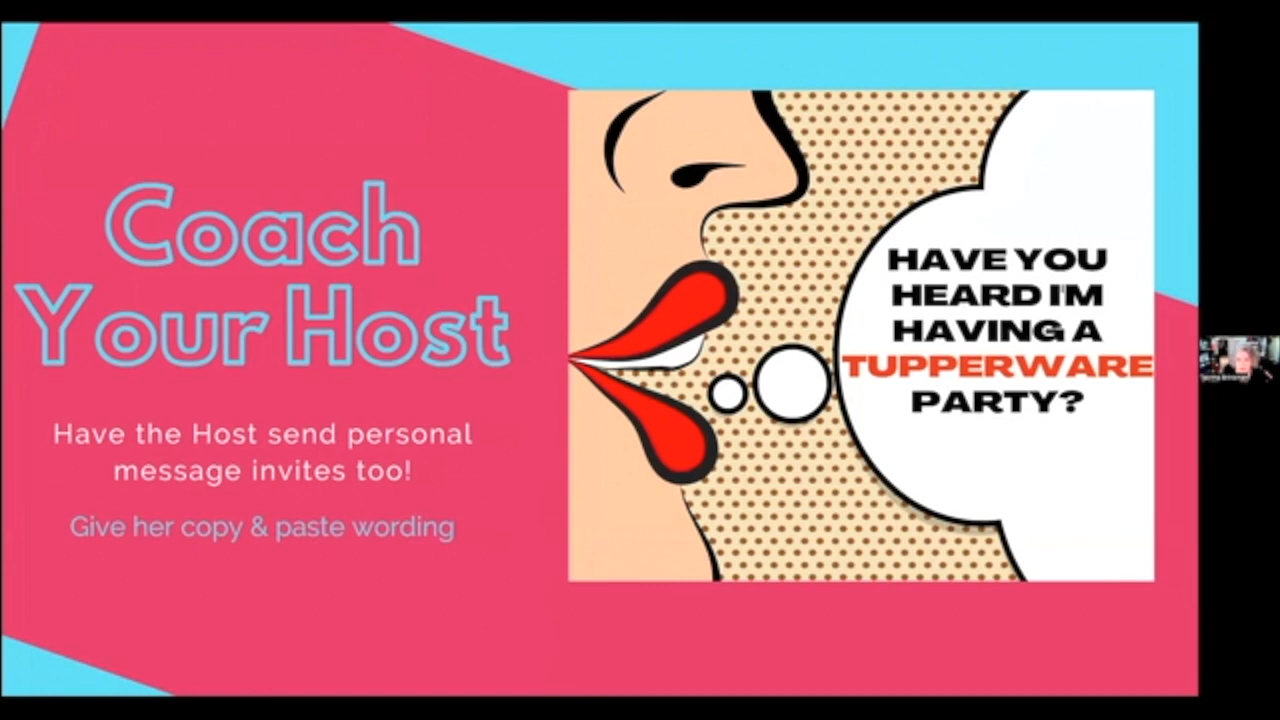 Coach
Your Host
Have the Host send personal
message invites too!
Give her copy & paste wording
HAVE YOU
HEARD I'M
HAVING A
TUPPERWARE
PARTY?